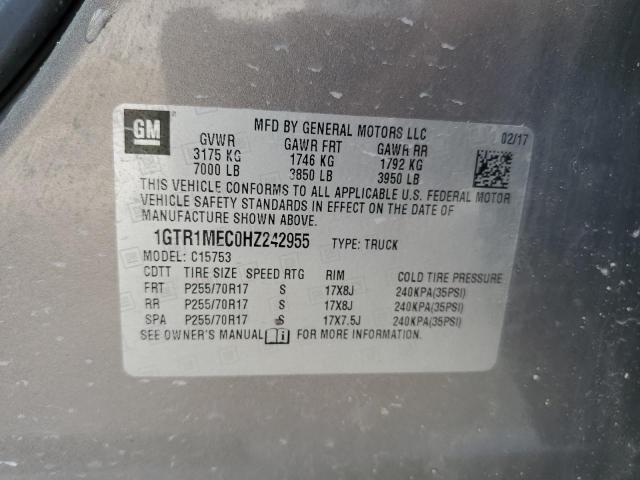 GM
MFD BY GENERAL MOTORS LLC 02/17
GVWR GAWR FRT GAWR RR
3175 KG 1746 KG 1792 KG
7000 LB 3850 LB 3950 LB
THIS VEHICLE CONFORMS TO ALL APPLICABLE U.S. FEDERAL MOTOR
VEHICLE SAFETY STANDARDS IN EFFECT ON THE DATE OF
MANUFACTURE SHOWN ABOVE.
1GTR1MEC0HZ242955 TYPE: TRUCK
MODEL: C15753
CDTT TIRE SIZE SPEED RTG RIM COLD TIRE PRESSURE
FRT P255/70R17 S 17X8J 240KPA(35PSI)
RR P255/70R17 S 17X8J 240KPA(35PSI)
SPA P255/70R17 S 17X7.5J 240KPA(35PSI)
SEE OWNER'S MANUAL i FOR MORE INFORMATION.